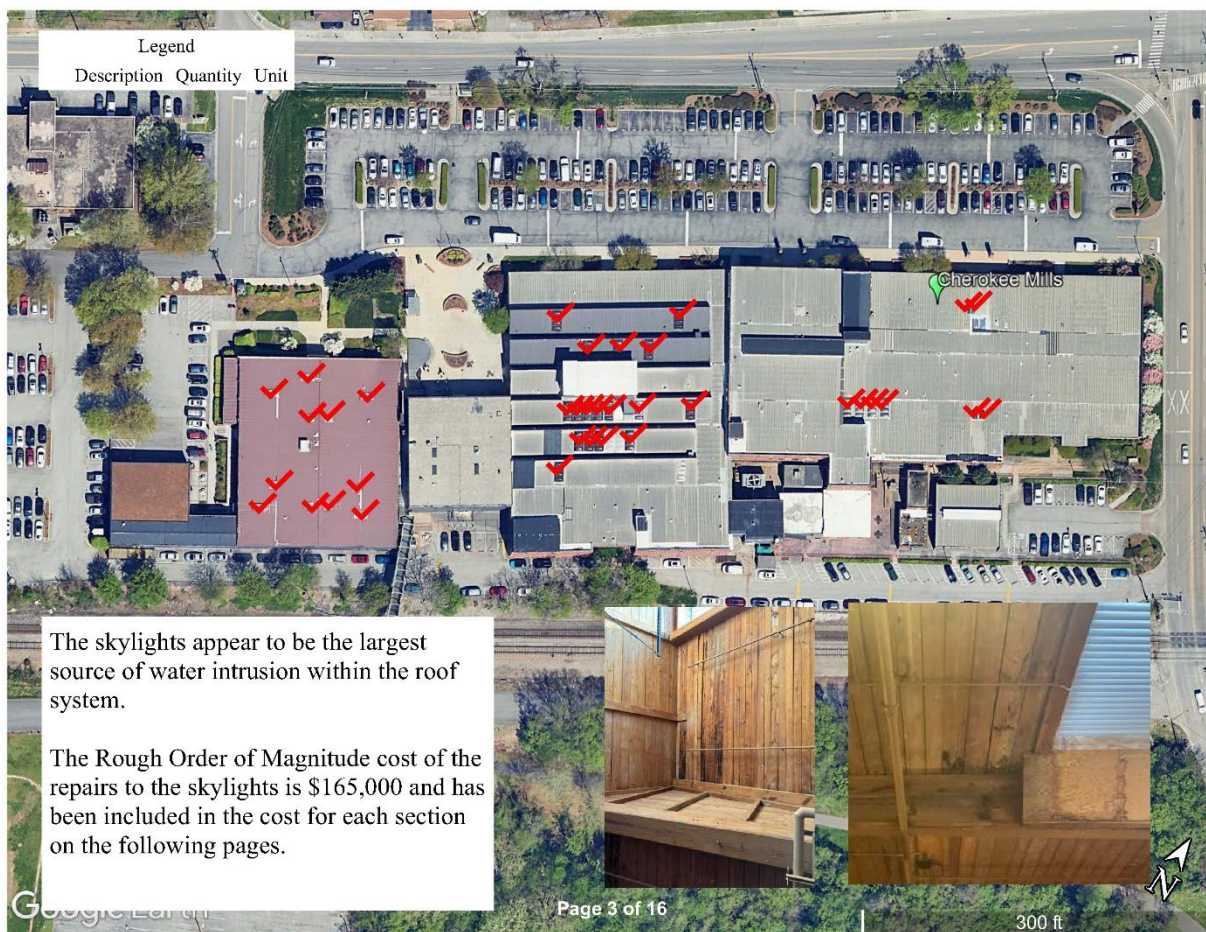 Legend
Description Quantity Unit
Cherokee Mills
The skylights appear to be the largest
source of water intrusion within the roof
system.
The Rough Order of Magnitude cost of the
repairs to the skylights is $165,000 and has
been included in the cost for each section
on the following pages.
Google Earth
Page 3 of 16
300 ft
N